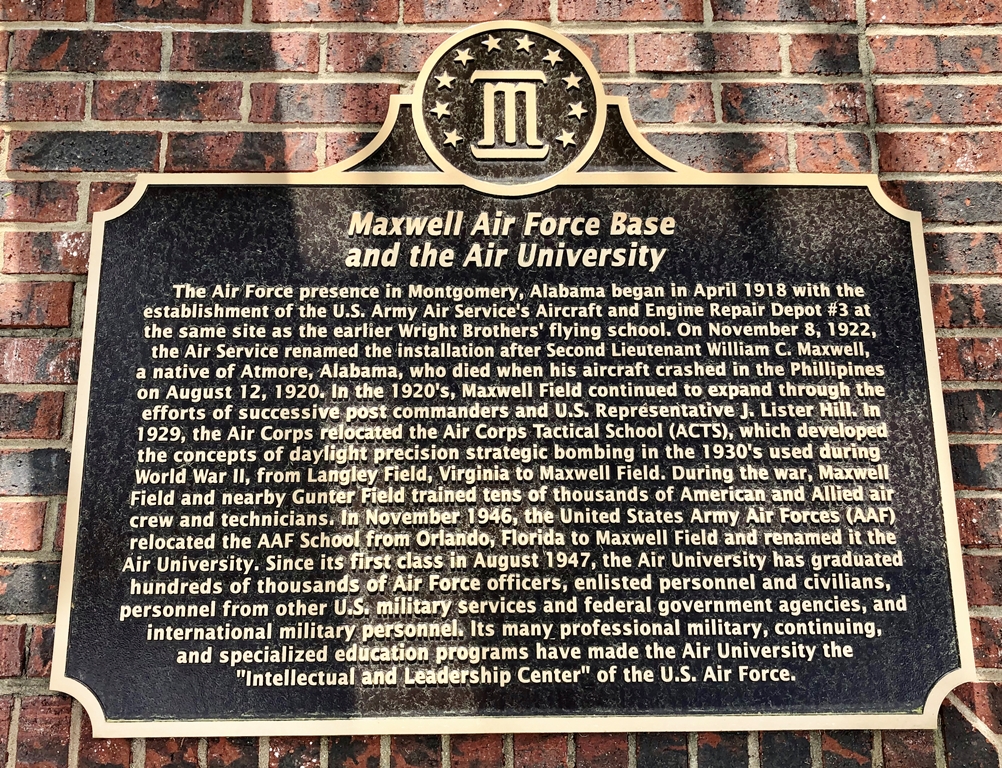 m
Maxwell Air Force Base
and the Air University
The Air Force presence in Montgomery, Alabama began in April 1918 with the
establishment of the U.S. Army Air Service's Aircraft and Engine Repair Depot #3 at
the same site as the earlier Wright Brothers' flying school. On November 8, 1922,
the Air Service renamed the installation after Second Lieutenant William C. Maxwell,
a native of Atmore, Alabama, who died when his aircraft crashed in the Phillipines
on August 12, 1920. In the 1920's, Maxwell Field continued to expand through the
efforts of successive post commanders and U.S. Representative J. Lister Hill. In
1929, the Air Corps relocated the Air Corps Tactical School (ACTS), which developed
the concepts of daylight precision strategic bombing in the 1930's used during
World War II, from Langley Field, Virginia to Maxwell Field. During the war, Maxwell
Field and nearby Gunter Field trained tens of thousands of American and Allied air
crew and technicians. In November 1946, the United States Army Air Forces (AAF)
relocated the AAF School from Orlando, Florida to Maxwell Field and renamed it the
Air University. Since its first class in August 1947, the Air University has graduated
hundreds of thousands of Air Force officers, enlisted personnel and civilians,
personnel from other U.S. military services and federal government agencies, and
international military personnel. Its many professional military, continuing,
and specialized education programs have made the Air University the
"Intellectual and Leadership Center" of the U.S. Air Force.